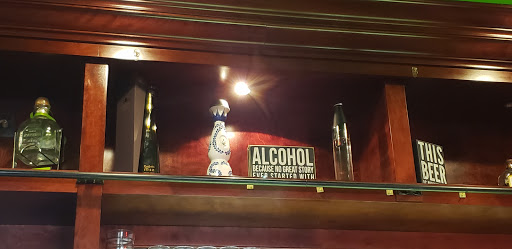 ALCOHOL
BECAUSE NO GREAT STORY
EVER STARTED WITH
THIS
BEER